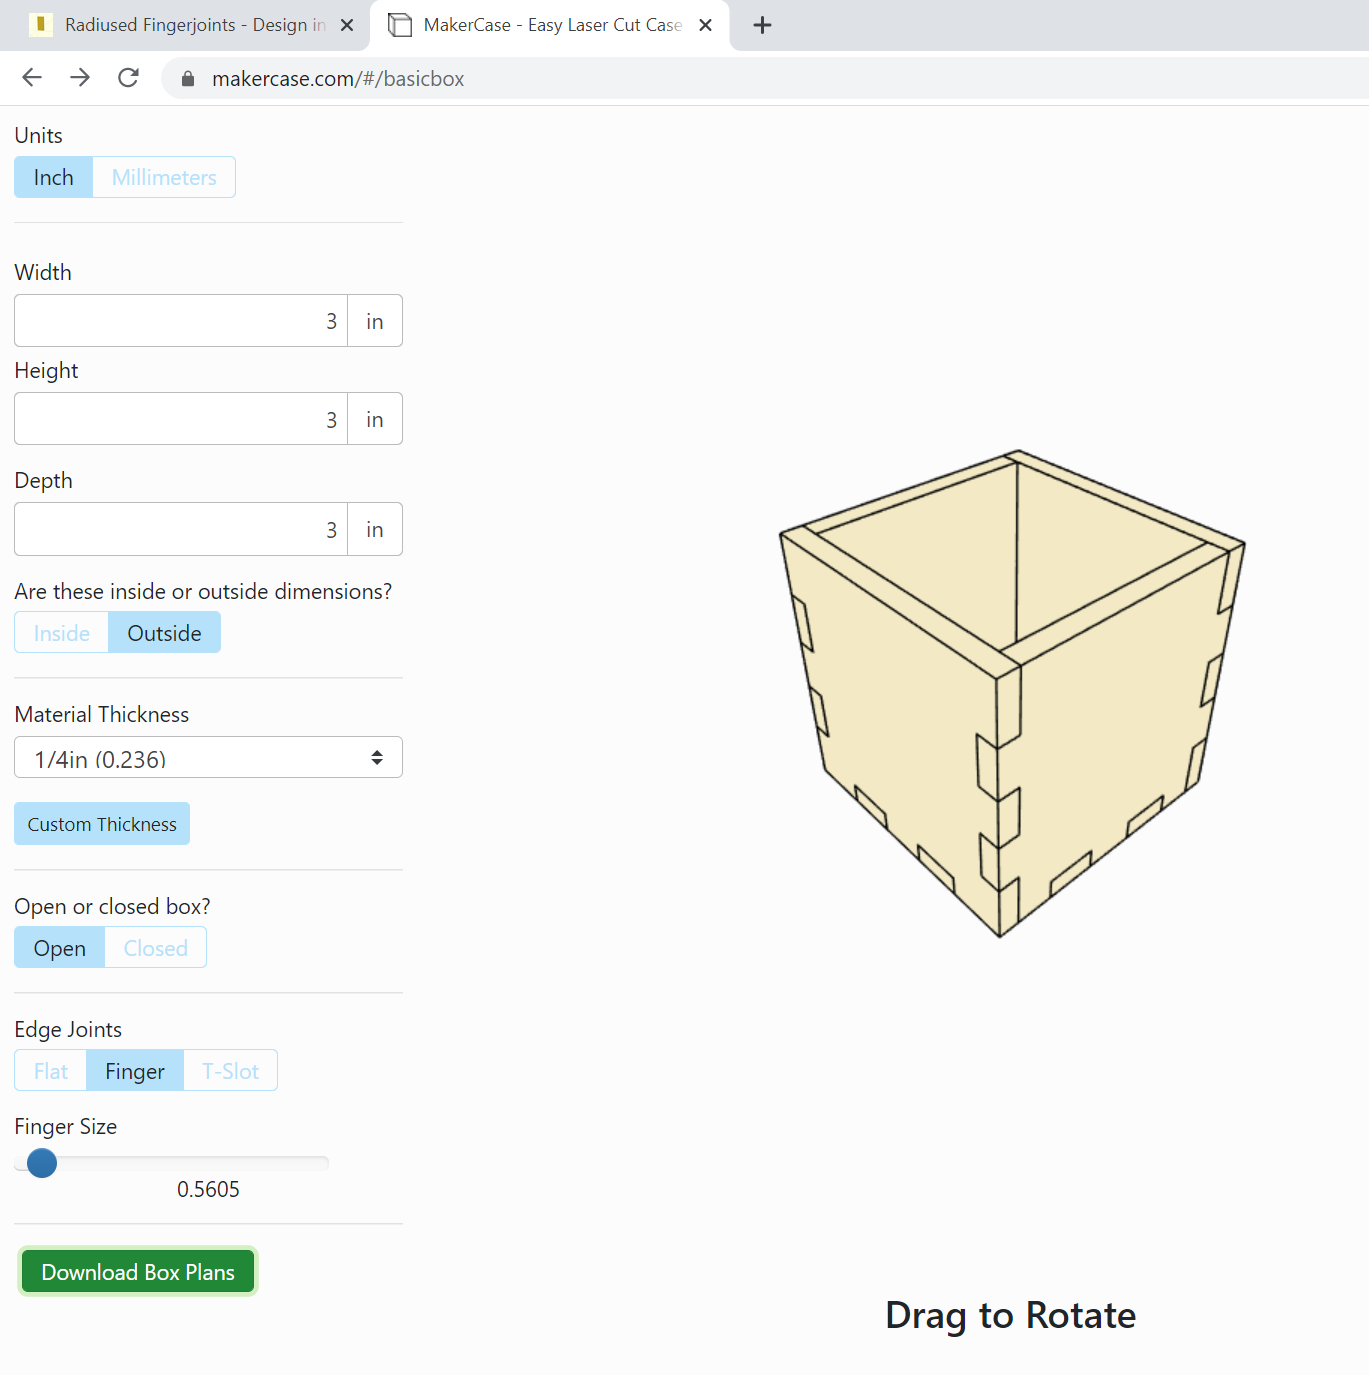 Radiused Fingerjoints - Design in
MakerCase - Easy Laser Cut Case
makercase.com/#/basicbox
Units
Inch Millimeters
Width
3 in
Height
3 in
Depth
3 in
Are these inside or outside dimensions?
Inside Outside
Material Thickness
1/4in (0.236)
Custom Thickness
Open or closed box?
Open Closed
Edge Joints
Flat Finger T-Slot
Finger Size
0.5605
Download Box Plans
Drag to Rotate